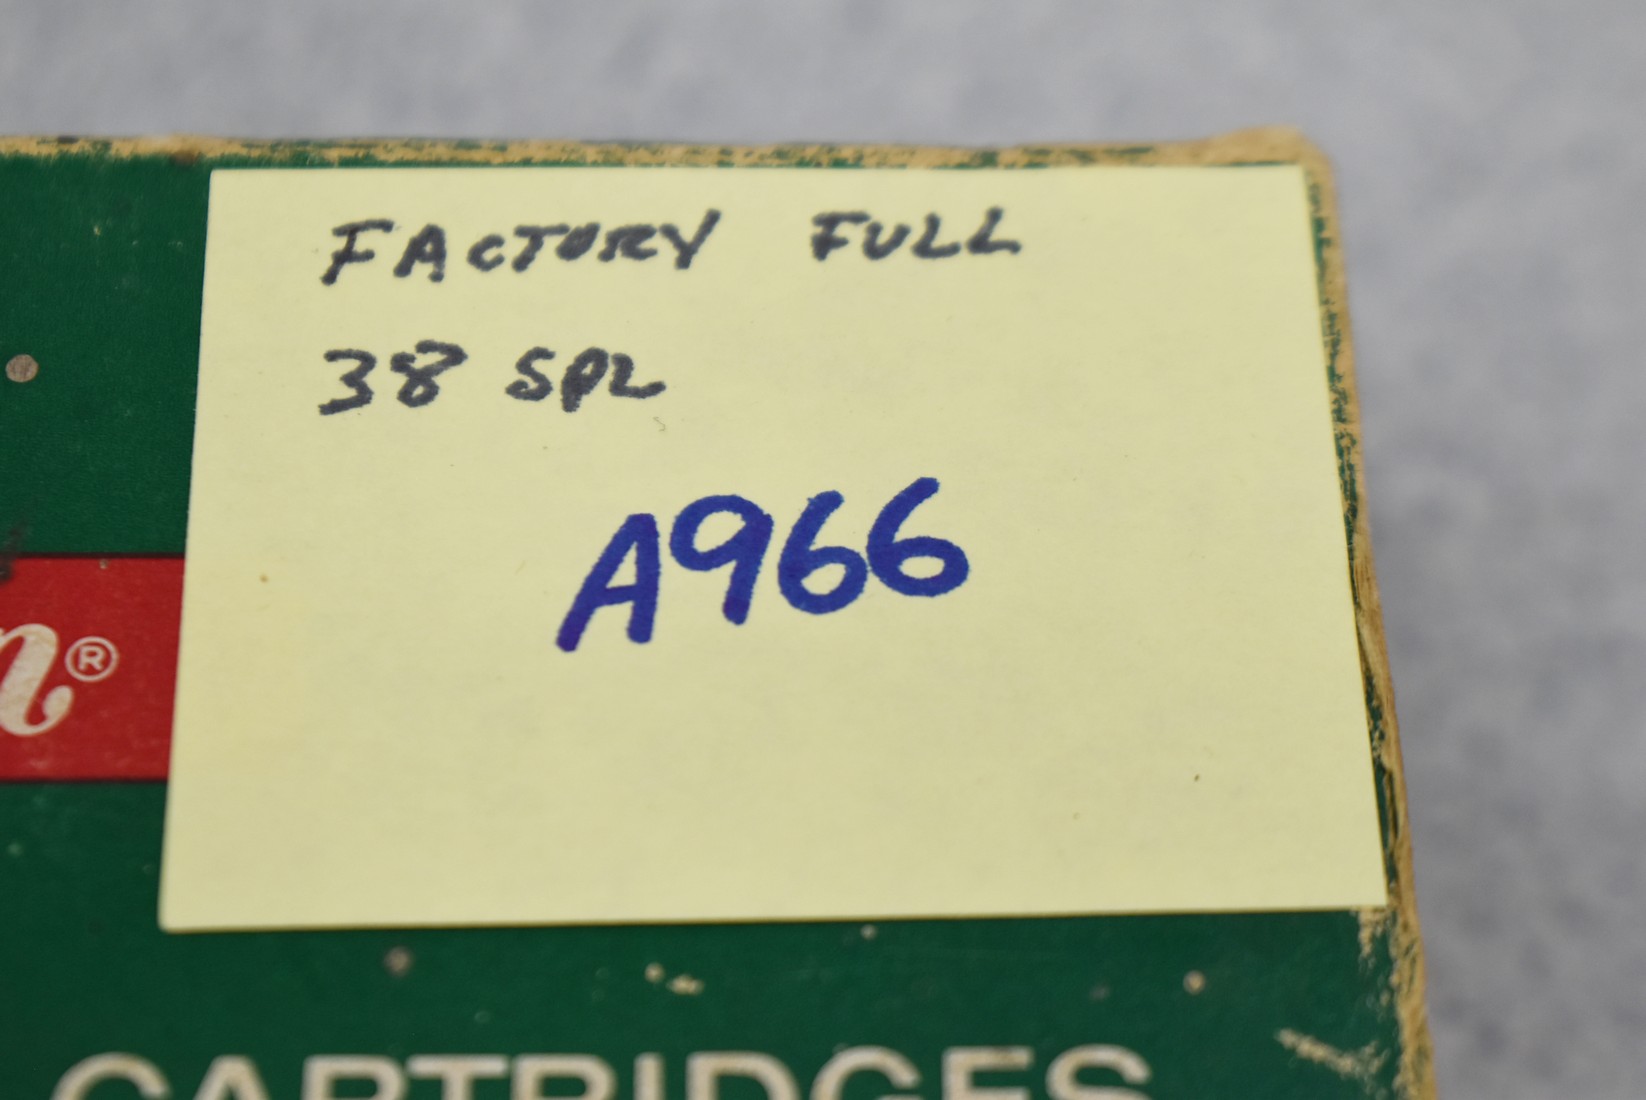 FACTORY FULL
38 SPL
A966
n®
CARTRIDGES